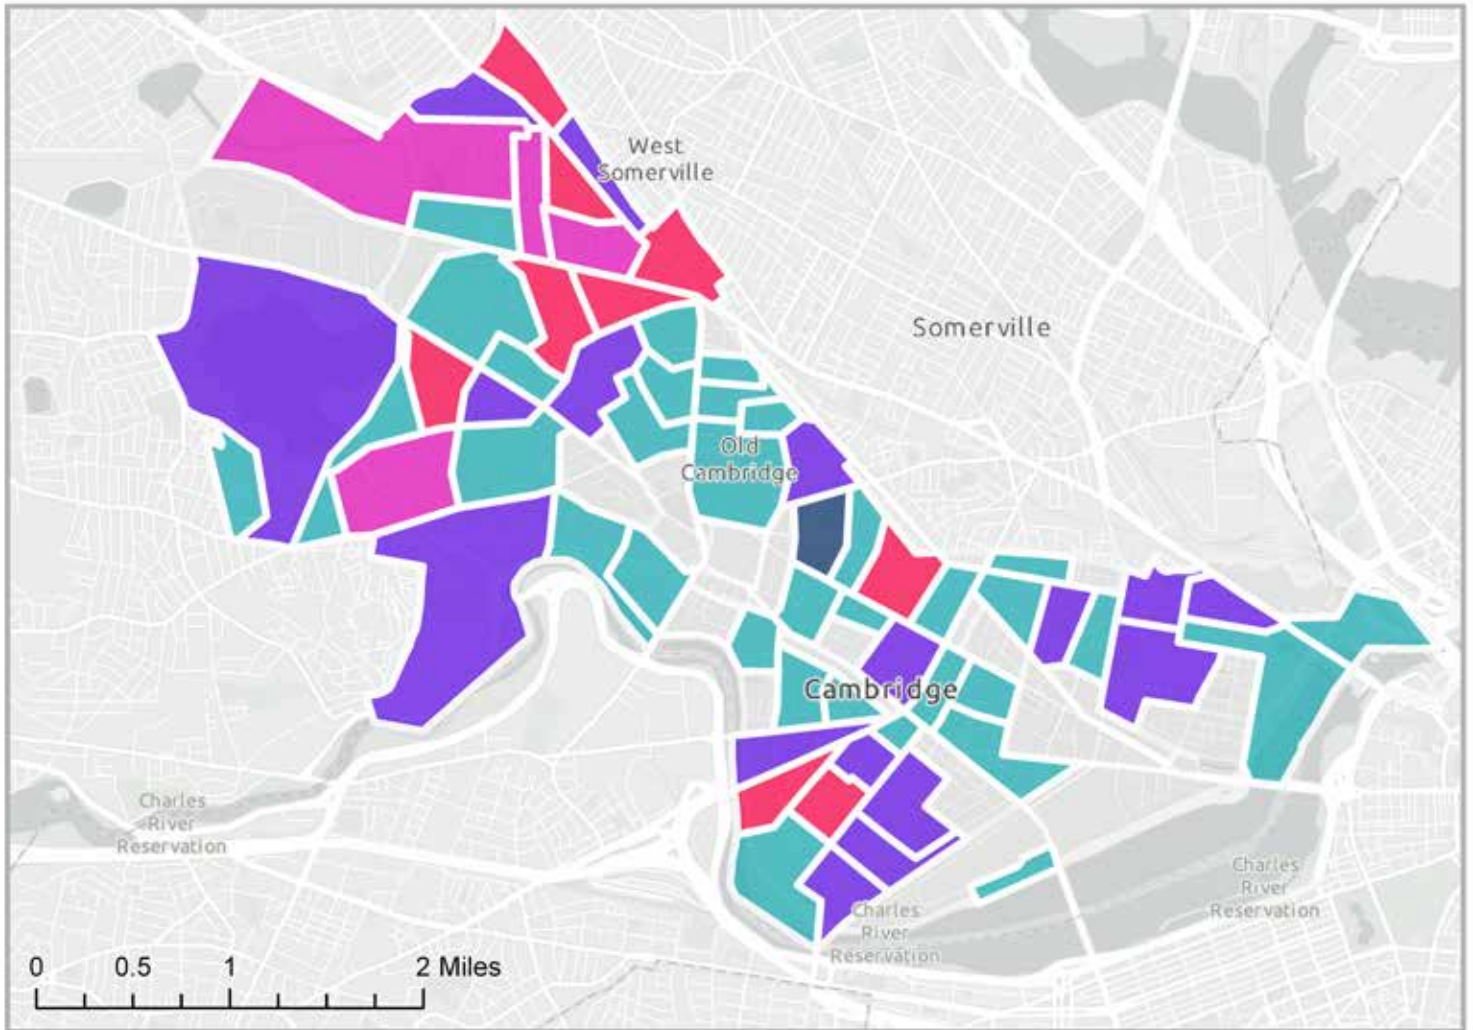 West
Somerville
Somerville
Old
Cambridge
Cambridge
Charles
River
Reservation
Charles
River
Reservation
Charles
River
Reservation
0 0.5 1 2 Miles